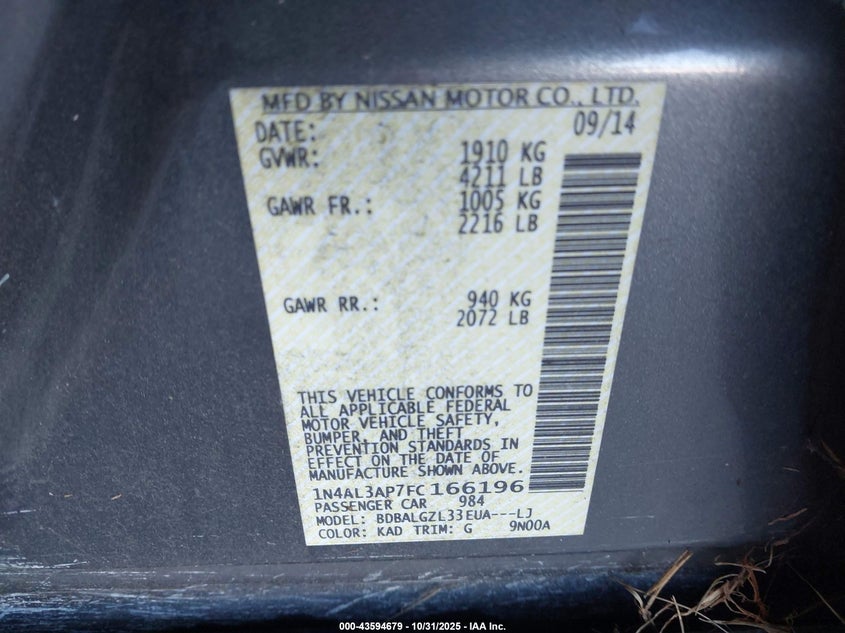 MFD BY NISSAN MOTOR CO., LTD.
DATE: 09/14
GVWR: 1910 KG
4211 LB
GAWR FR.: 1005 KG
2216 LB
GAWR RR.: 940 KG
2072 LB
THIS VEHICLE CONFORMS TO
ALL APPLICABLE FEDERAL
MOTOR VEHICLE SAFETY,
BUMPER, AND THEFT
PREVENTION STANDARDS IN
EFFECT ON THE DATE OF
MANUFACTURE SHOWN ABOVE.
1N4AL3AP7FC166196
PASSENGER CAR 984
MODEL: BDBALGZL33EUA---LJ
COLOR: KAD TRIM: G 9N00A
000-43594679 - 10/31/2025 - IAA Inc.